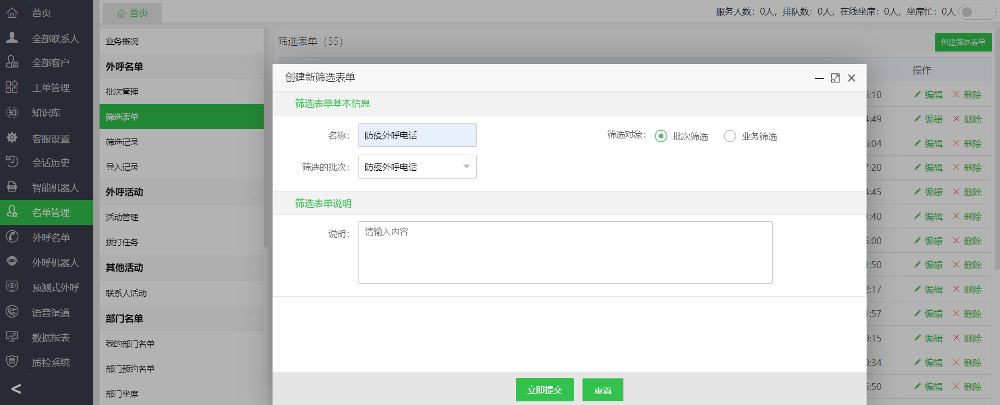 首页
全部联系人
全部客户
工单管理
知识库
客服设置
会话历史
智能机器人
名单管理
外呼名单
外呼机器人
预测式外呼
语音渠道
数据报表
质检系统
<
首页
服务人数：0人，排队数：0人，在线坐席：0人，坐席忙：0人
业务概况
外呼名单
批次管理
筛选表单
筛选记录
导入记录
外呼活动
活动管理
拨打任务
其他活动
联系人活动
部门名单
我的部门名单
部门预约名单
部门坐席
筛选表单（55）
创建筛选表单
创建新筛选表单
筛选表单基本信息
名称：
防疫外呼电话
筛选对象：
批次筛选
业务筛选
筛选的批次：
防疫外呼电话
筛选表单说明
说明：
请输入内容
立即提交
重置
操作
5:10 编辑 删除
:49 编辑 删除
:04 编辑 删除
:20 编辑 删除
:45 编辑 删除
:40 编辑 删除
:00 编辑 删除
:50 编辑 删除
:17 编辑 删除
:57 编辑 删除
:15 编辑 删除
:34 编辑 删除
:50 编辑 删除